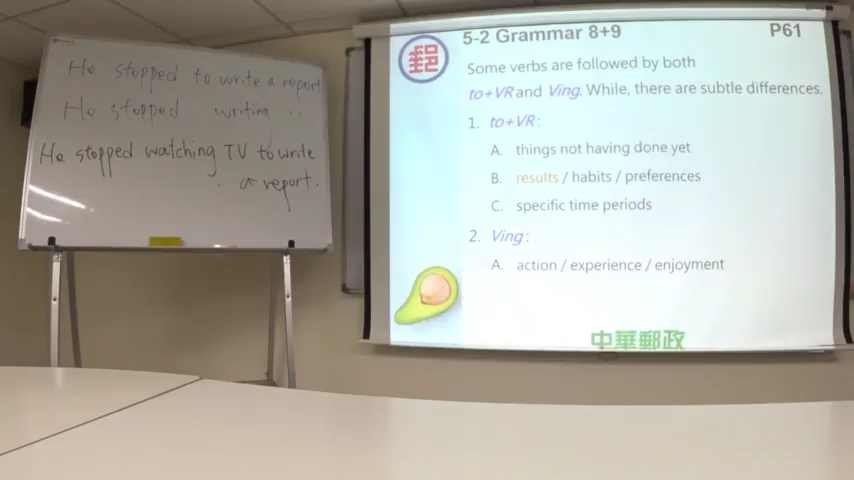 He stopped to write a report
He stopped writing ..
He stopped watching TV to write
a report.
郵
5-2 Grammar 8+9
P61
Some verbs are followed by both
to+VR and Ving. While, there are subtle differences.
1. to+VR:
A. things not having done yet
B. results / habits / preferences
C. specific time periods
2. Ving:
A. action / experience / enjoyment
中華郵政